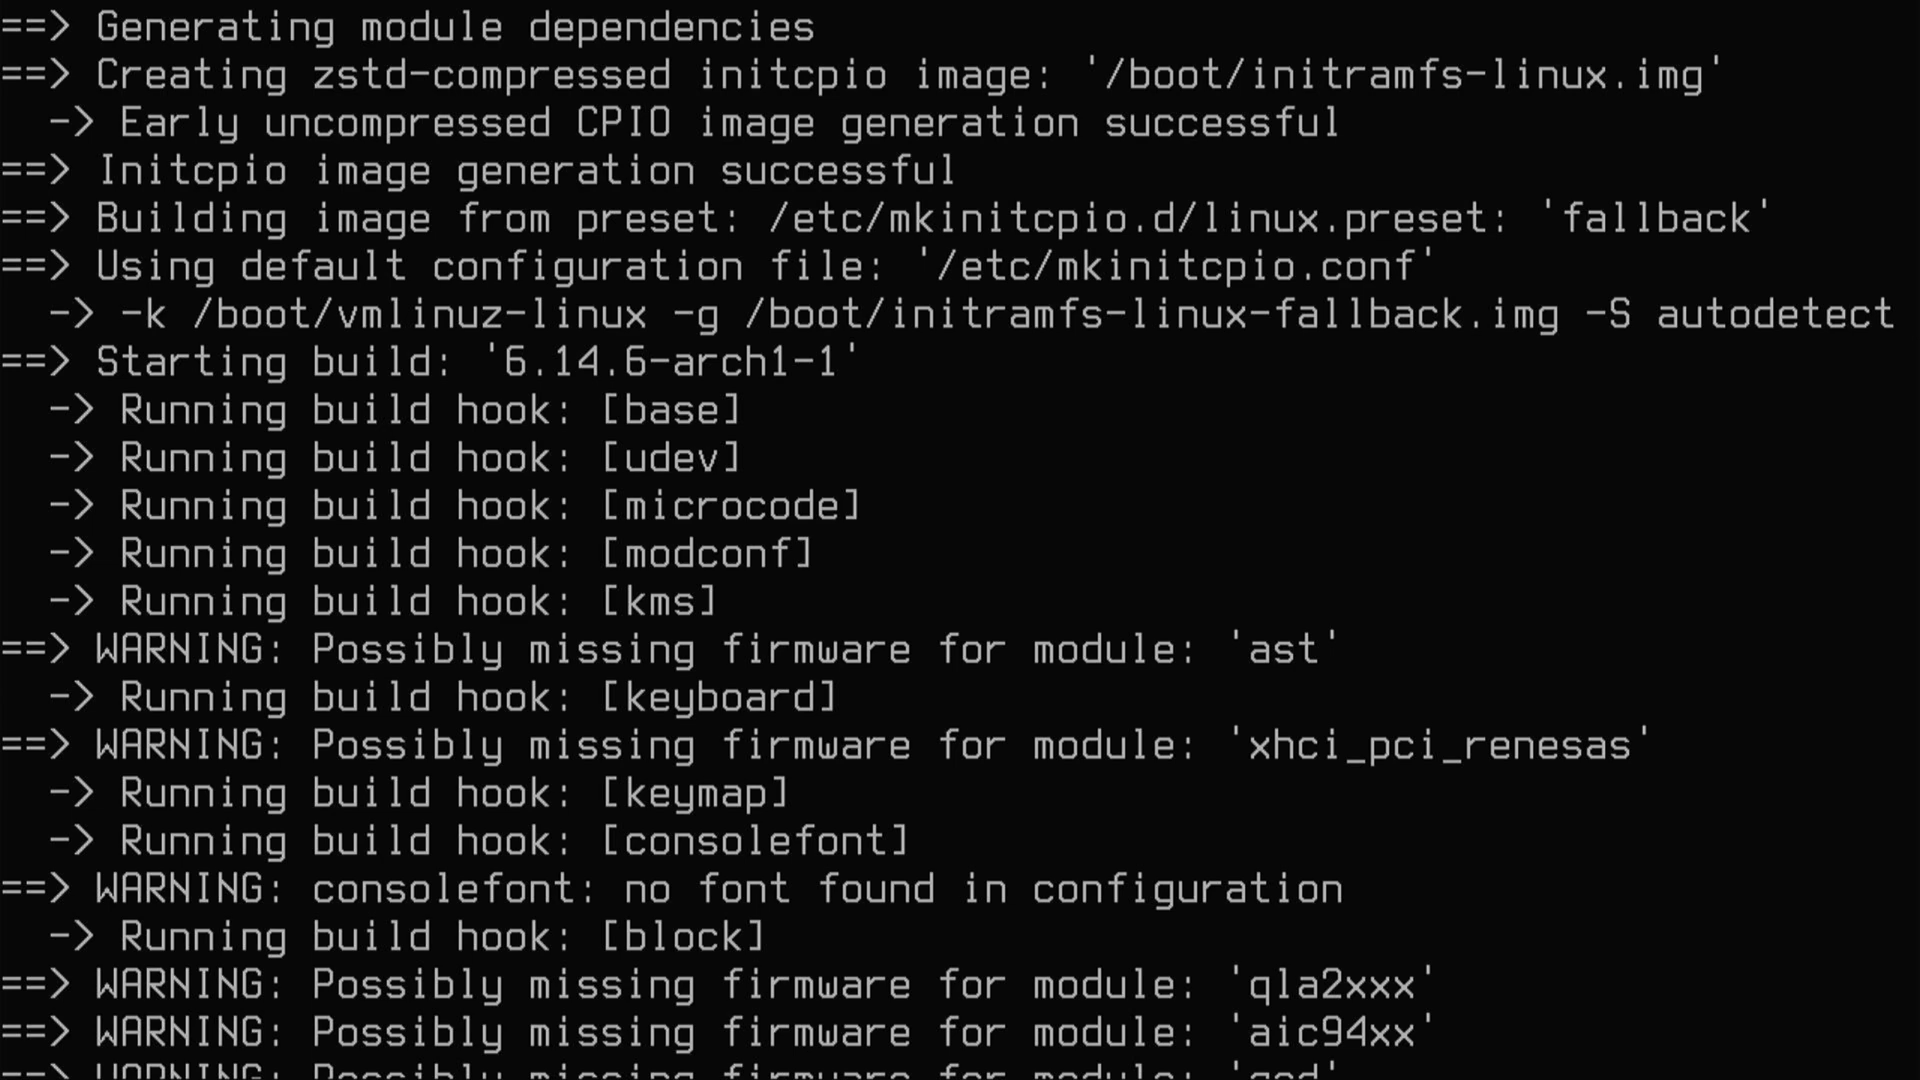 ==> Generating module dependencies
==> Creating zstd-compressed initcpio image: '/boot/initramfs-linux.img'
  -> Early uncompressed CPIO image generation successful
==> Initcpio image generation successful
==> Building image from preset: /etc/mkinitcpio.d/linux.preset: 'fallback'
==> Using default configuration file: '/etc/mkinitcpio.conf'
  -> -k /boot/vmlinuz-linux -g /boot/initramfs-linux-fallback.img -S autodetect
==> Starting build: '6.14.6-arch1-1'
  -> Running build hook: [base]
  -> Running build hook: [udev]
  -> Running build hook: [microcode]
  -> Running build hook: [modconf]
  -> Running build hook: [kms]
==> WARNING: Possibly missing firmware for module: 'ast'
  -> Running build hook: [keyboard]
==> WARNING: Possibly missing firmware for module: 'xhci_pci_renesas'
  -> Running build hook: [keymap]
  -> Running build hook: [consolefont]
==> WARNING: consolefont: no font found in configuration
  -> Running build hook: [block]
==> WARNING: Possibly missing firmware for module: 'qla2xxx'
==> WARNING: Possibly missing firmware for module: 'aic94xx'
==> WARNING: Possibly missing firmware for module: